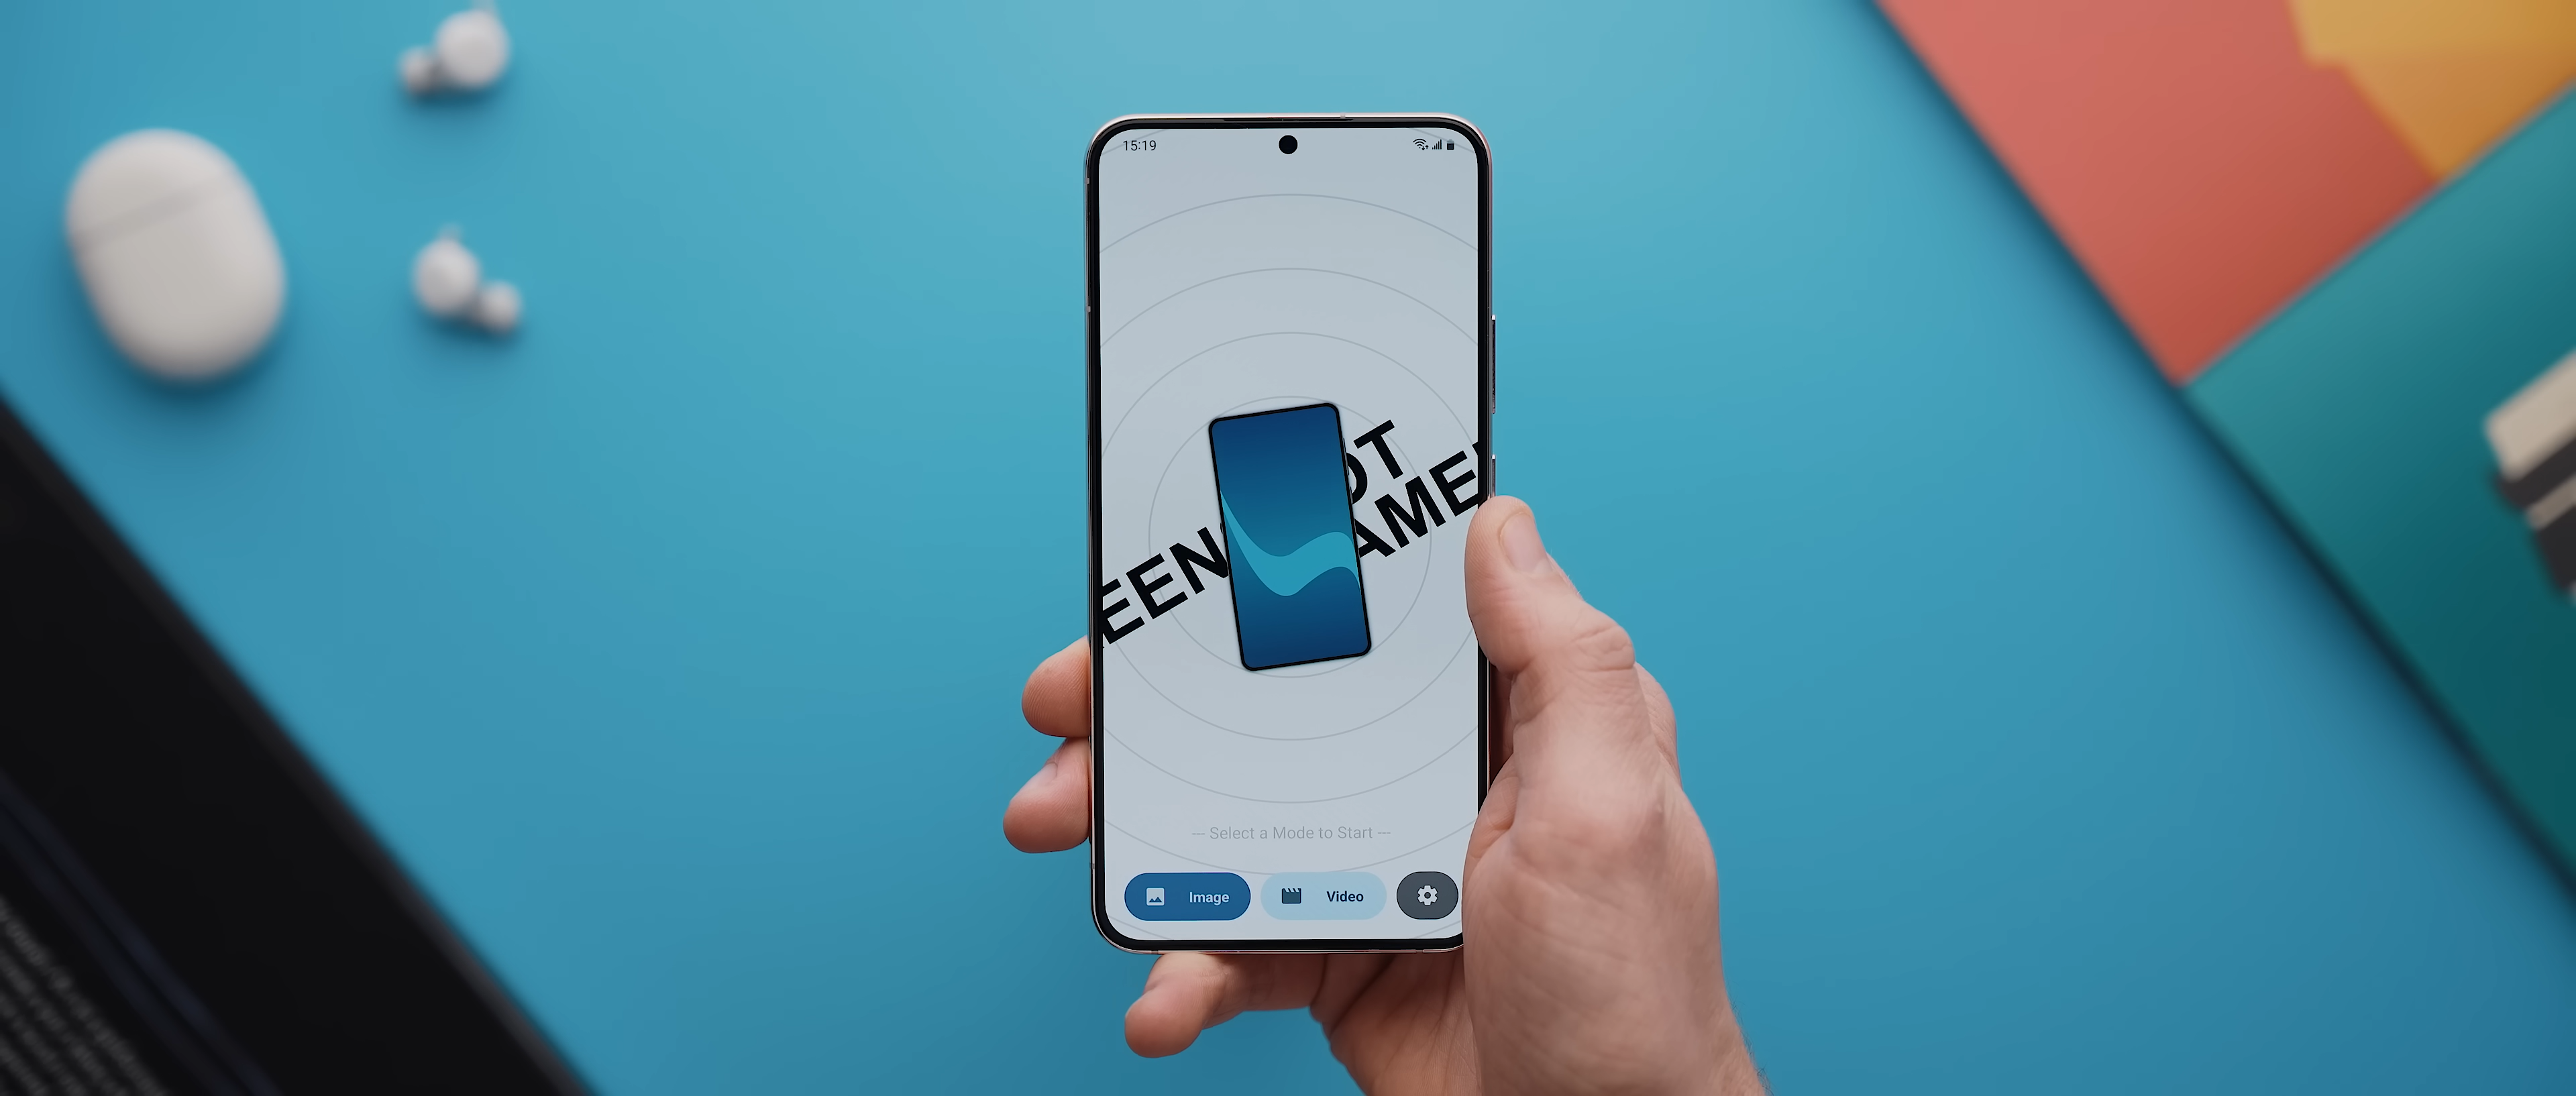 15:19
OT
EEN
AME
— Select a Mode to Start —
Image
Video